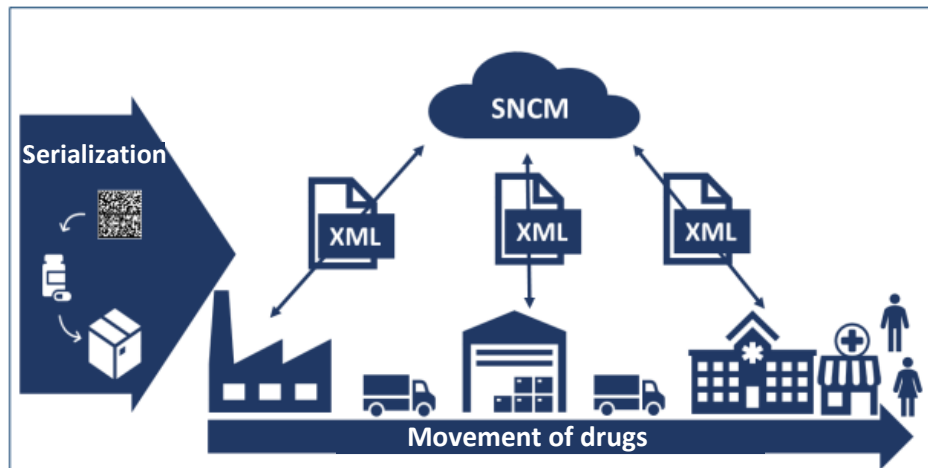 SNCM
Serialization
XML
XML
XML
Movement of drugs